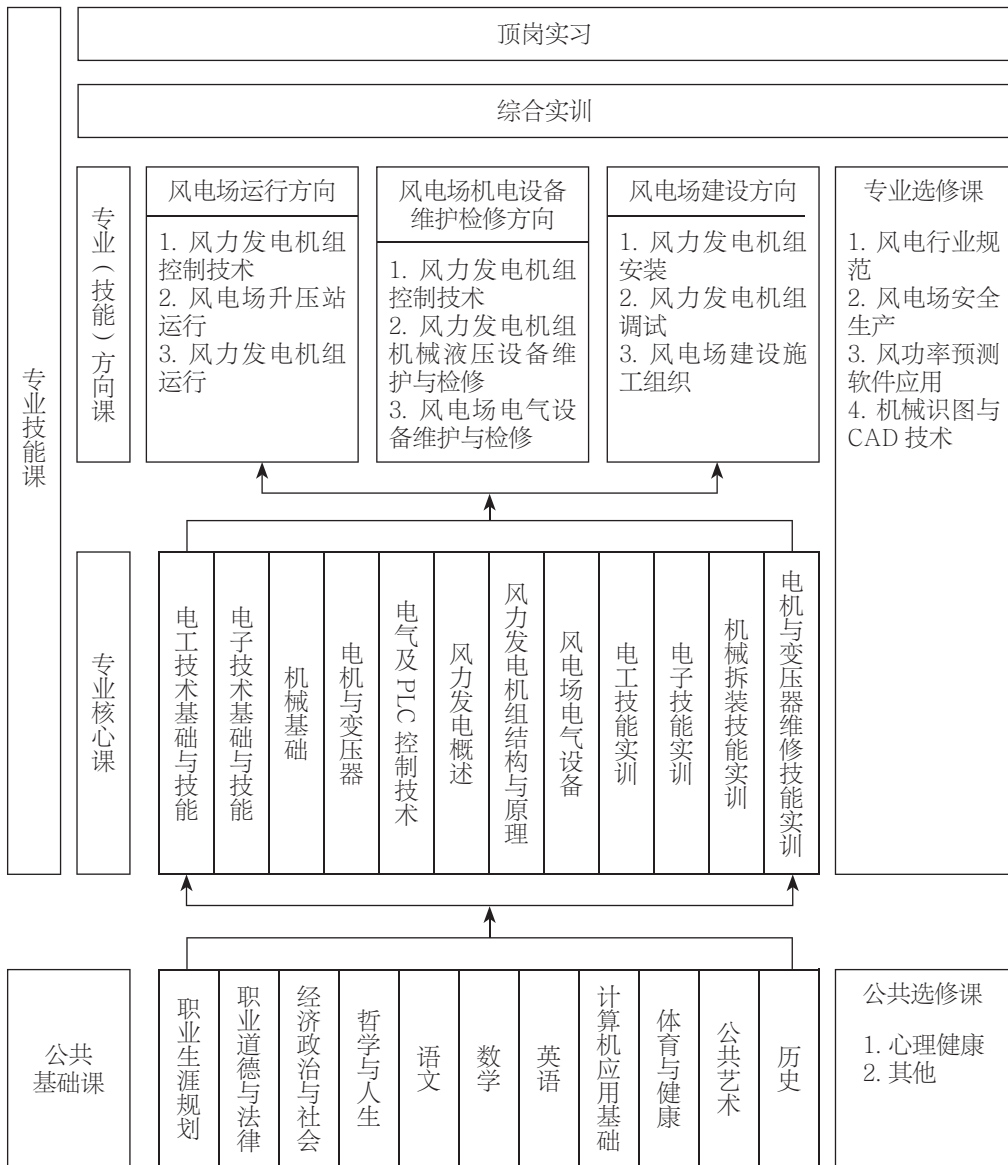 顶岗实习
综合实训
专业技能课
专业（技能）方向课
风电场运行方向
1. 风力发电机组
控制技术
2. 风电场升压站
运行
3. 风力发电机组
运行
风电场机电设备
维护检修方向
1. 风力发电机组
控制技术
2. 风力发电机组
机械液压设备维
护与检修
3. 风电场电气设
备维护与检修
风电场建设方向
1. 风力发电机组
安装
2. 风力发电机组
调试
3. 风电场建设施
工组织
专业选修课
1. 风电行业规
范
2. 风电场安全
生产
3. 风功率预测
软件应用
4. 机械识图与
CAD 技术
专业核心课
电工技术基础与技能
电子技术基础与技能
机械基础
电机与变压器
电气及 PLC 控制技术
风力发电概述
风力发电机组结构与原理
风电场电气设备
电工技能实训
电子技能实训
机械拆装技能实训
电机与变压器维修技能实训
公共
基础课
职业生涯规划
职业道德与法律
经济政治与社会
哲学与人生
语文
数学
英语
计算机应用基础
体育与健康
公共艺术
历史
公共选修课
1. 心理健康
2. 其他